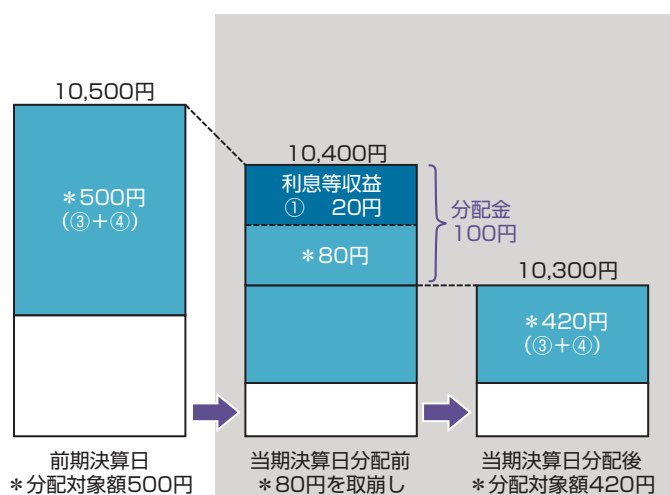 10,500円
＊500円
(③＋④)
10,400円
利息等収益
① 20円
＊80円
分配金
100円
10,300円
＊420円
(③＋④)
前期決算日
＊分配対象額500円
当期決算日分配前
＊80円を取崩し
当期決算日分配後
＊分配対象額420円